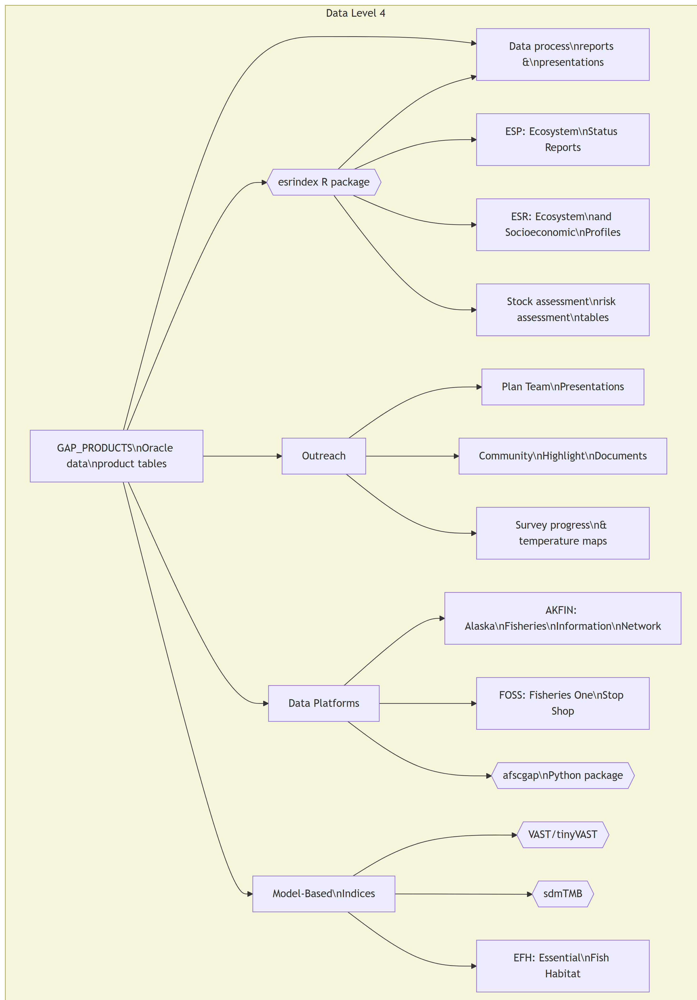 Data Level 4
Data process\nreports
&\npresentations
ESP: Ecosystem\nStatus
Reports
esrindex R package
ESR: Ecosystem\nand
Socioeconomic\nProfiles
Stock assessment\nrisk
assessment\ntables
Plan Team\nPresentations
GAP_PRODUCTS\nOracle
data\nproduct tables
Outreach
Community\nHighlight\nDocuments
Survey progress\n&
temperature maps
AKFIN:
Alaska\nFisheries\nInformation\nNetwork
Data Platforms
FOSS: Fisheries One\nStop
Shop
afscgap\nPython package
VAST/tinyVAST
Model-Based\nIndices
sdmTMB
EFH: Essential\nFish
Habitat